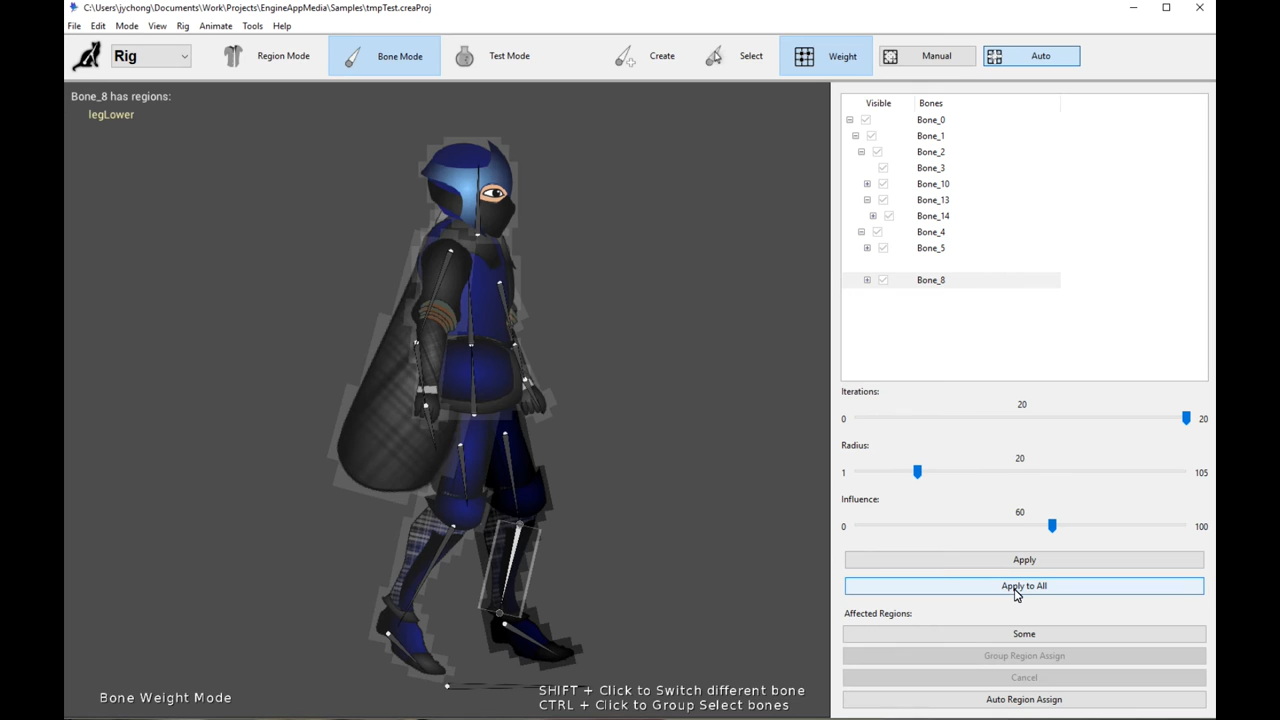 C:\Users\jychong\Documents\Work\Projects\EngineAppMedia\Samples\tmpTest.creaProj
File Edit Mode View Rig Animate Tools Help
Rig Region Mode Bone Mode Test Mode Create Select Weight Manual Auto
Bone_8 has regions:
legLower
Visible Bones
Bone_0
Bone_1
Bone_2
Bone_3
Bone_10
Bone_13
Bone_14
Bone_4
Bone_5
Bone_8
Iterations:
20
0 20
Radius:
20
1 105
Influence:
60
0 100
Apply
Apply to All
Affected Regions:
Some
Group Region Assign
Cancel
Auto Region Assign
Bone Weight Mode
SHIFT + Click to Switch different bone
CTRL + Click to Group Select bones